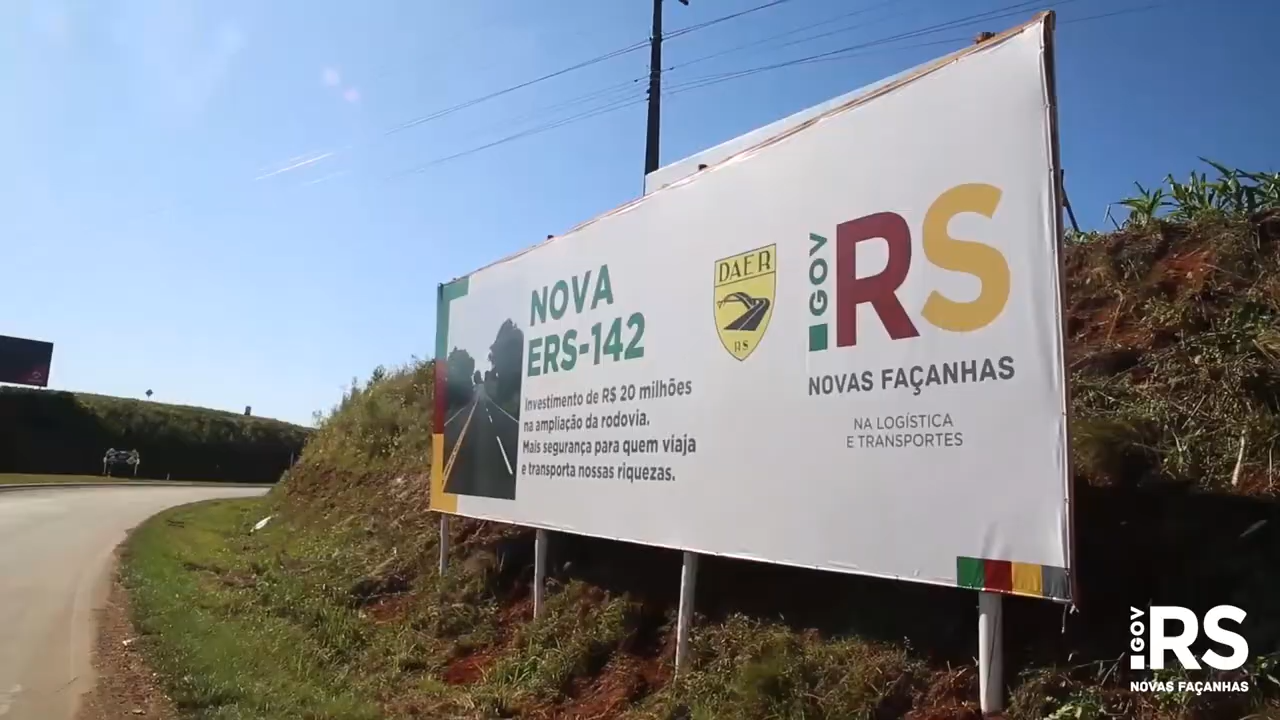 NOVA
ERS-142
Investimento de R$ 20 milhões
na ampliação da rodovia.
Mais segurança para quem viaja
e transporta nossas riquezas.
DAER
RS
.GOV
RS
NOVAS FAÇANHAS
NA LOGÍSTICA
E TRANSPORTES
.GOV
RS
NOVAS FAÇANHAS